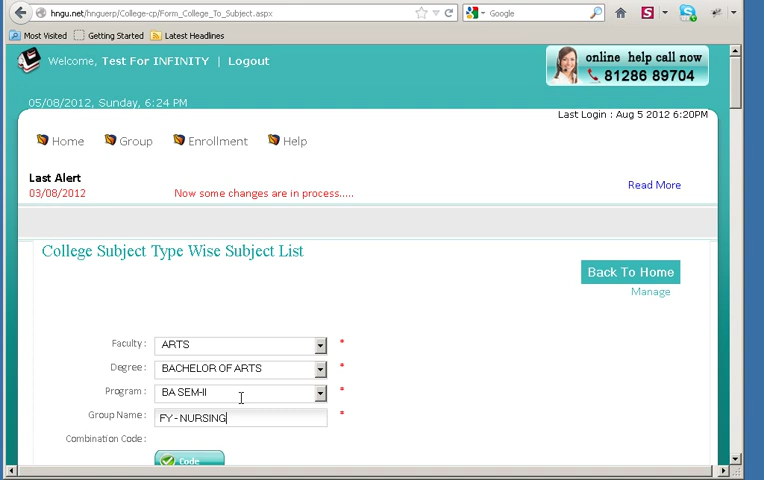 hngu.net/hnguerp/College-cp/Form_College_To_Subject.aspx
Google
Most Visited Getting Started Latest Headlines
Welcome, Test For INFINITY | Logout
online help call now
81286 89704
05/08/2012, Sunday, 6:24 PM
Last Login : Aug 5 2012 6:20PM
Home Group Enrollment Help
Last Alert
03/08/2012 Now some changes are in process..... Read More
College Subject Type Wise Subject List
Back To Home
Manage
Faculty : ARTS *
Degree : BACHELOR OF ARTS *
Program : BA SEM-II *
Group Name : FY - NURSING *
Combination Code :
Code